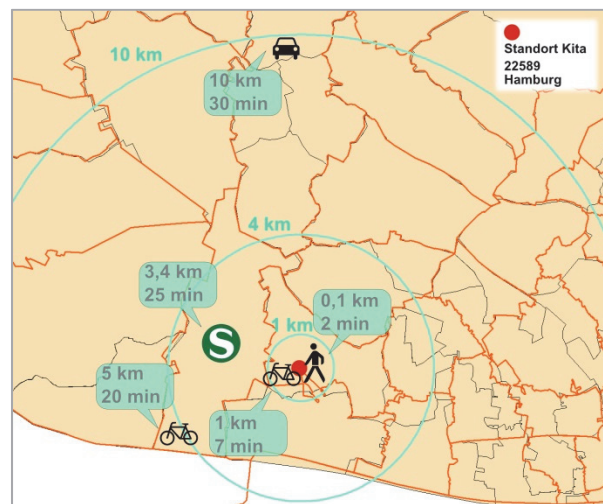 10 km
10 km
30 min
Standort Kita
22589
Hamburg
4 km
3,4 km
25 min
S
1 km
0,1 km
2 min
5 km
20 min
1 km
7 min